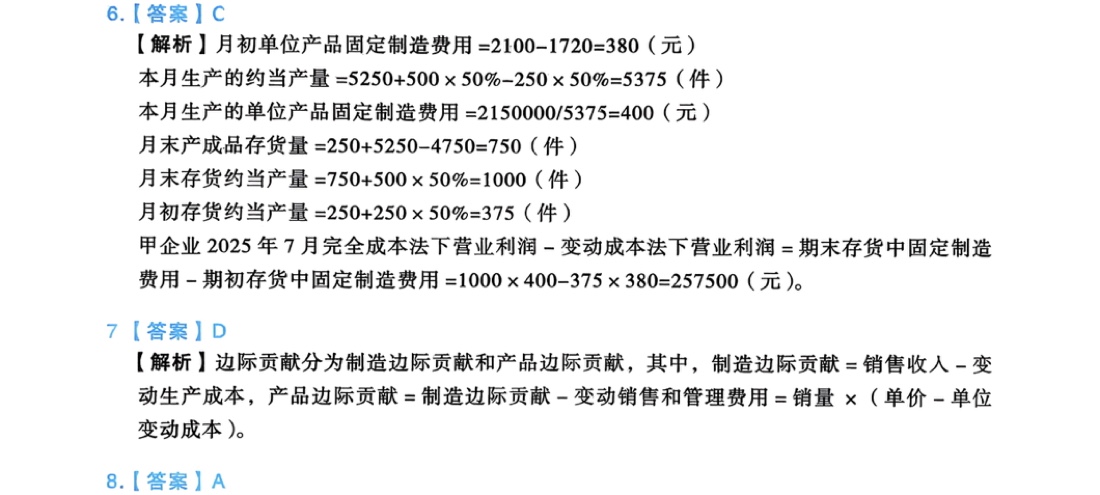 6.【答案】C
【解析】月初单位产品固定制造费用=2100-1720=380（元）
本月生产的约当产量=5250+500×50%-250×50%=5375（件）
本月生产的单位产品固定制造费用=2150000/5375=400（元）
月末产成品存货量=250+5250-4750=750（件）
月末存货约当产量=750+500×50%=1000（件）
月初存货约当产量=250+250×50%=375（件）
甲企业2025年7月完全成本法下营业利润-变动成本法下营业利润=期末存货中固定制造
费用-期初存货中固定制造费用=1000×400-375×380=257500（元）。
7【答案】D
【解析】边际贡献分为制造边际贡献和产品边际贡献，其中，制造边际贡献=销售收入-变
动生产成本，产品边际贡献=制造边际贡献-变动销售和管理费用=销量×（单价-单位
变动成本）。
8.【答案】A